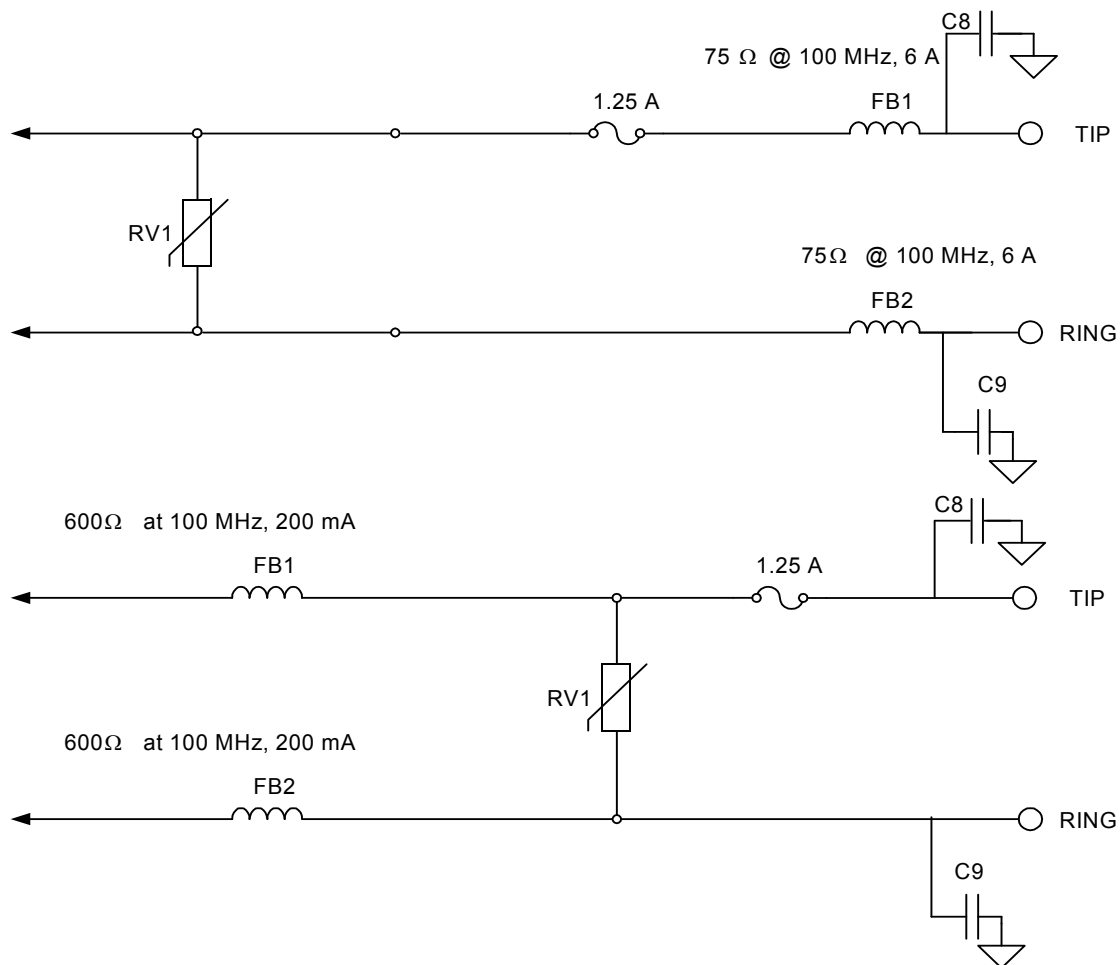 C8
75 Ω @ 100 MHz, 6 A
1.25 A
FB1
TIP
RV1
75Ω @ 100 MHz, 6 A
FB2
RING
C9
600Ω at 100 MHz, 200 mA
C8
FB1
1.25 A
TIP
RV1
600Ω at 100 MHz, 200 mA
FB2
RING
C9